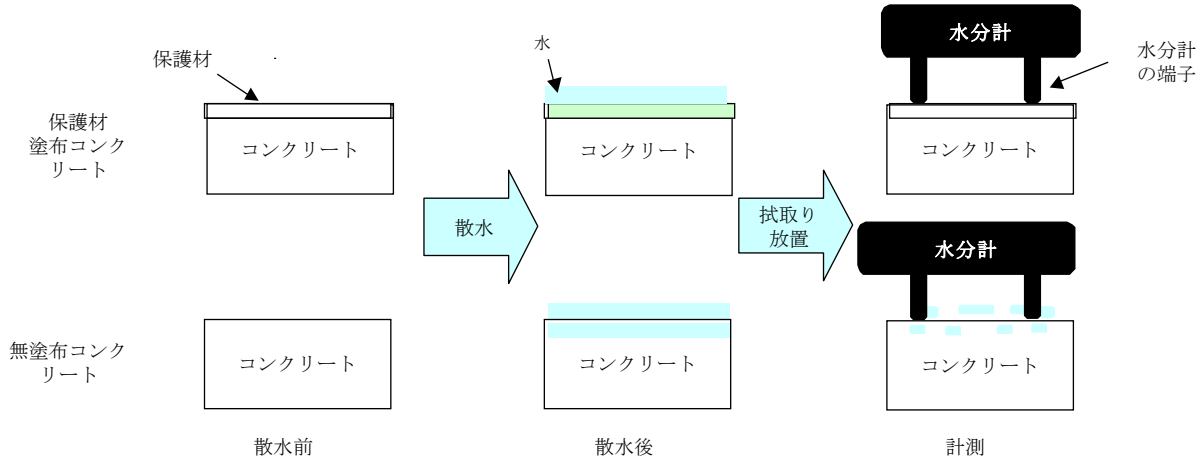 水分計
保護材
水
水分計
の端子
保護材
塗布コンク
リート
コンクリート
コンクリート
コンクリート
散水
拭取り
放置
水分計
無塗布コンク
リート
コンクリート
コンクリート
コンクリート
散水前
散水後
計測